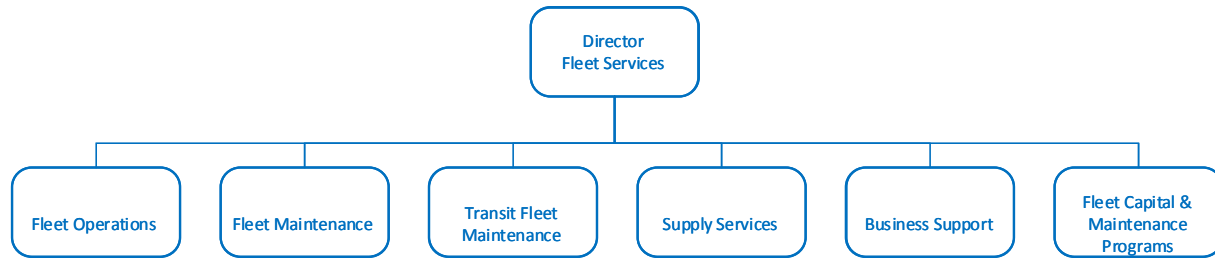 Director
Fleet Services
Fleet Operations
Fleet Maintenance
Transit Fleet
Maintenance
Supply Services
Business Support
Fleet Capital &
Maintenance
Programs